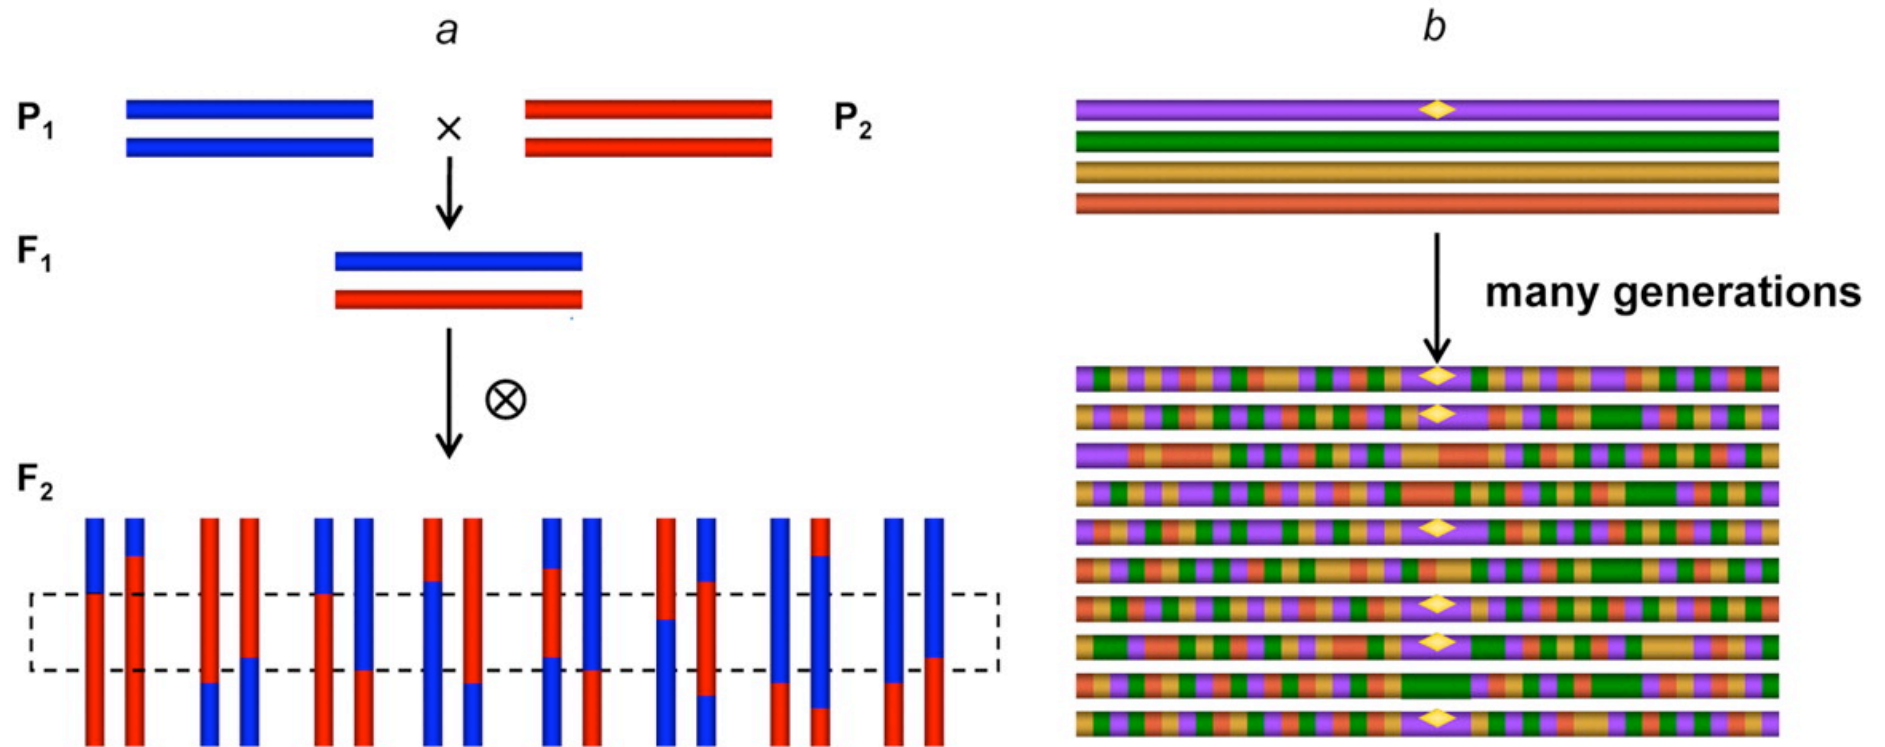 a
P1
×
P2
F1
⊗
F2
b
many generations